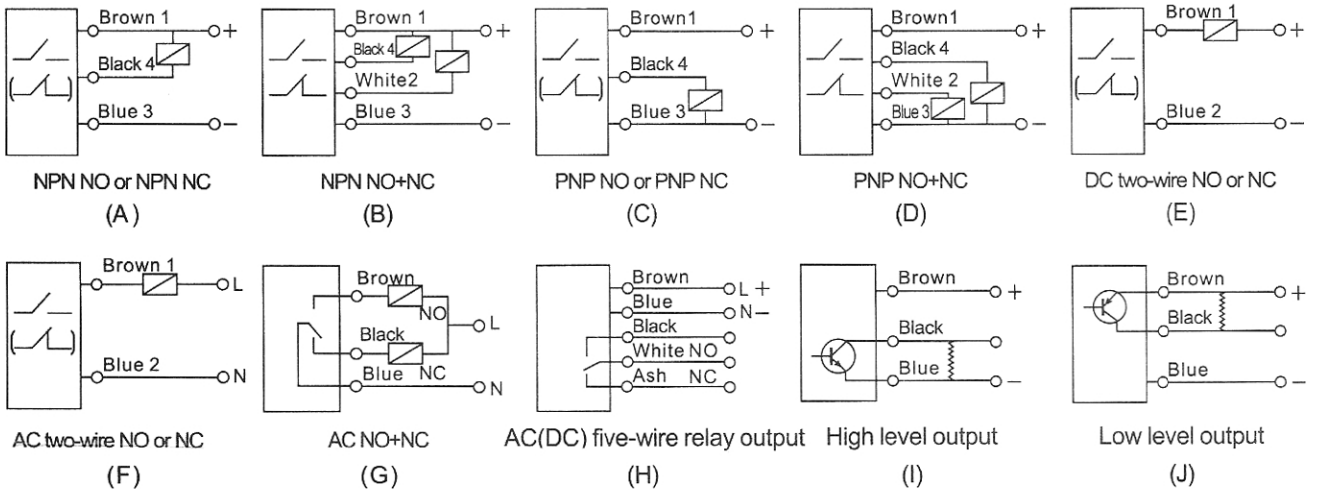 Brown 1
+
Black 4
Blue 3
−
NPN NO or NPN NC
(A)
Brown 1
+
Black 4
White2
Blue 3
−
NPN NO+NC
(B)
Brown1
+
Black 4
Blue 3
−
PNP NO or PNP NC
(C)
Brown1
+
Black 4
White 2
Blue 3
−
PNP NO+NC
(D)
Brown 1
+
Blue 2
−
DC two-wire NO or NC
(E)
Brown 1
L
Blue 2
N
AC two-wire NO or NC
(F)
Brown
NO
L
Black
NC
Blue
N
AC NO+NC
(G)
Brown
L +
Blue
N−
Black
White NO
Ash NC
AC(DC) five-wire relay output
(H)
Brown
+
Black
Blue
−
High level output
(I)
Brown
+
Black
Blue
−
Low level output
(J)